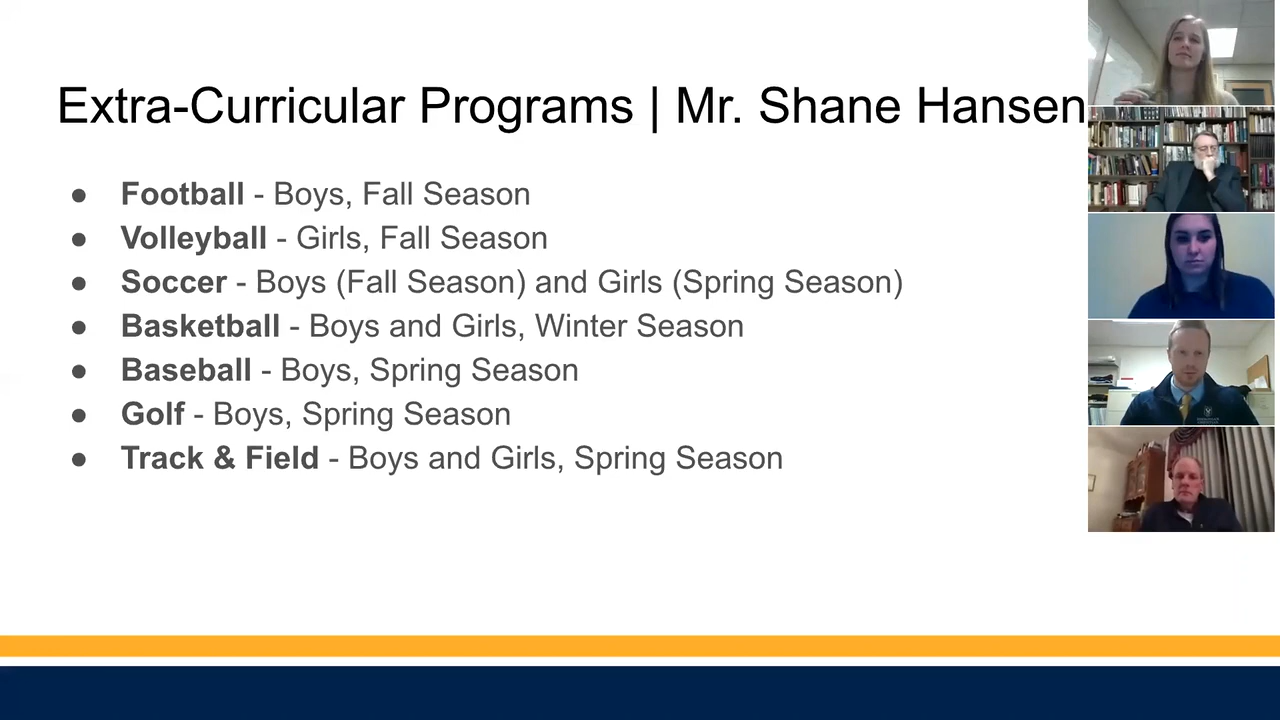 Extra-Curricular Programs | Mr. Shane Hansen
● Football - Boys, Fall Season
● Volleyball - Girls, Fall Season
● Soccer - Boys (Fall Season) and Girls (Spring Season)
● Basketball - Boys and Girls, Winter Season
● Baseball - Boys, Spring Season
● Golf - Boys, Spring Season
● Track & Field - Boys and Girls, Spring Season